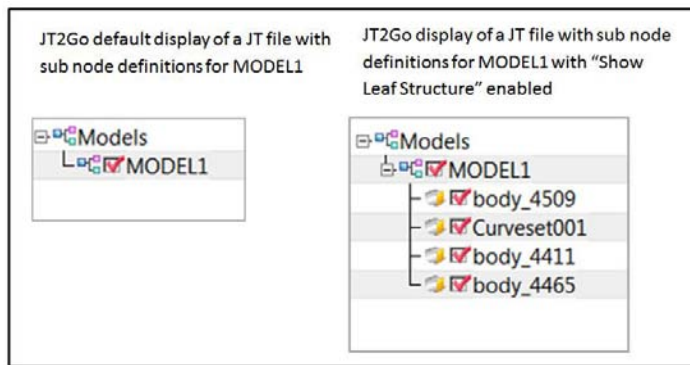 JT2Go default display of a JT file with
sub node definitions for MODEL1
Models
MODEL1
JT2Go display of a JT file with sub node
definitions for MODEL1 with “Show
Leaf Structure” enabled
Models
MODEL1
body_4509
Curveset001
body_4411
body_4465